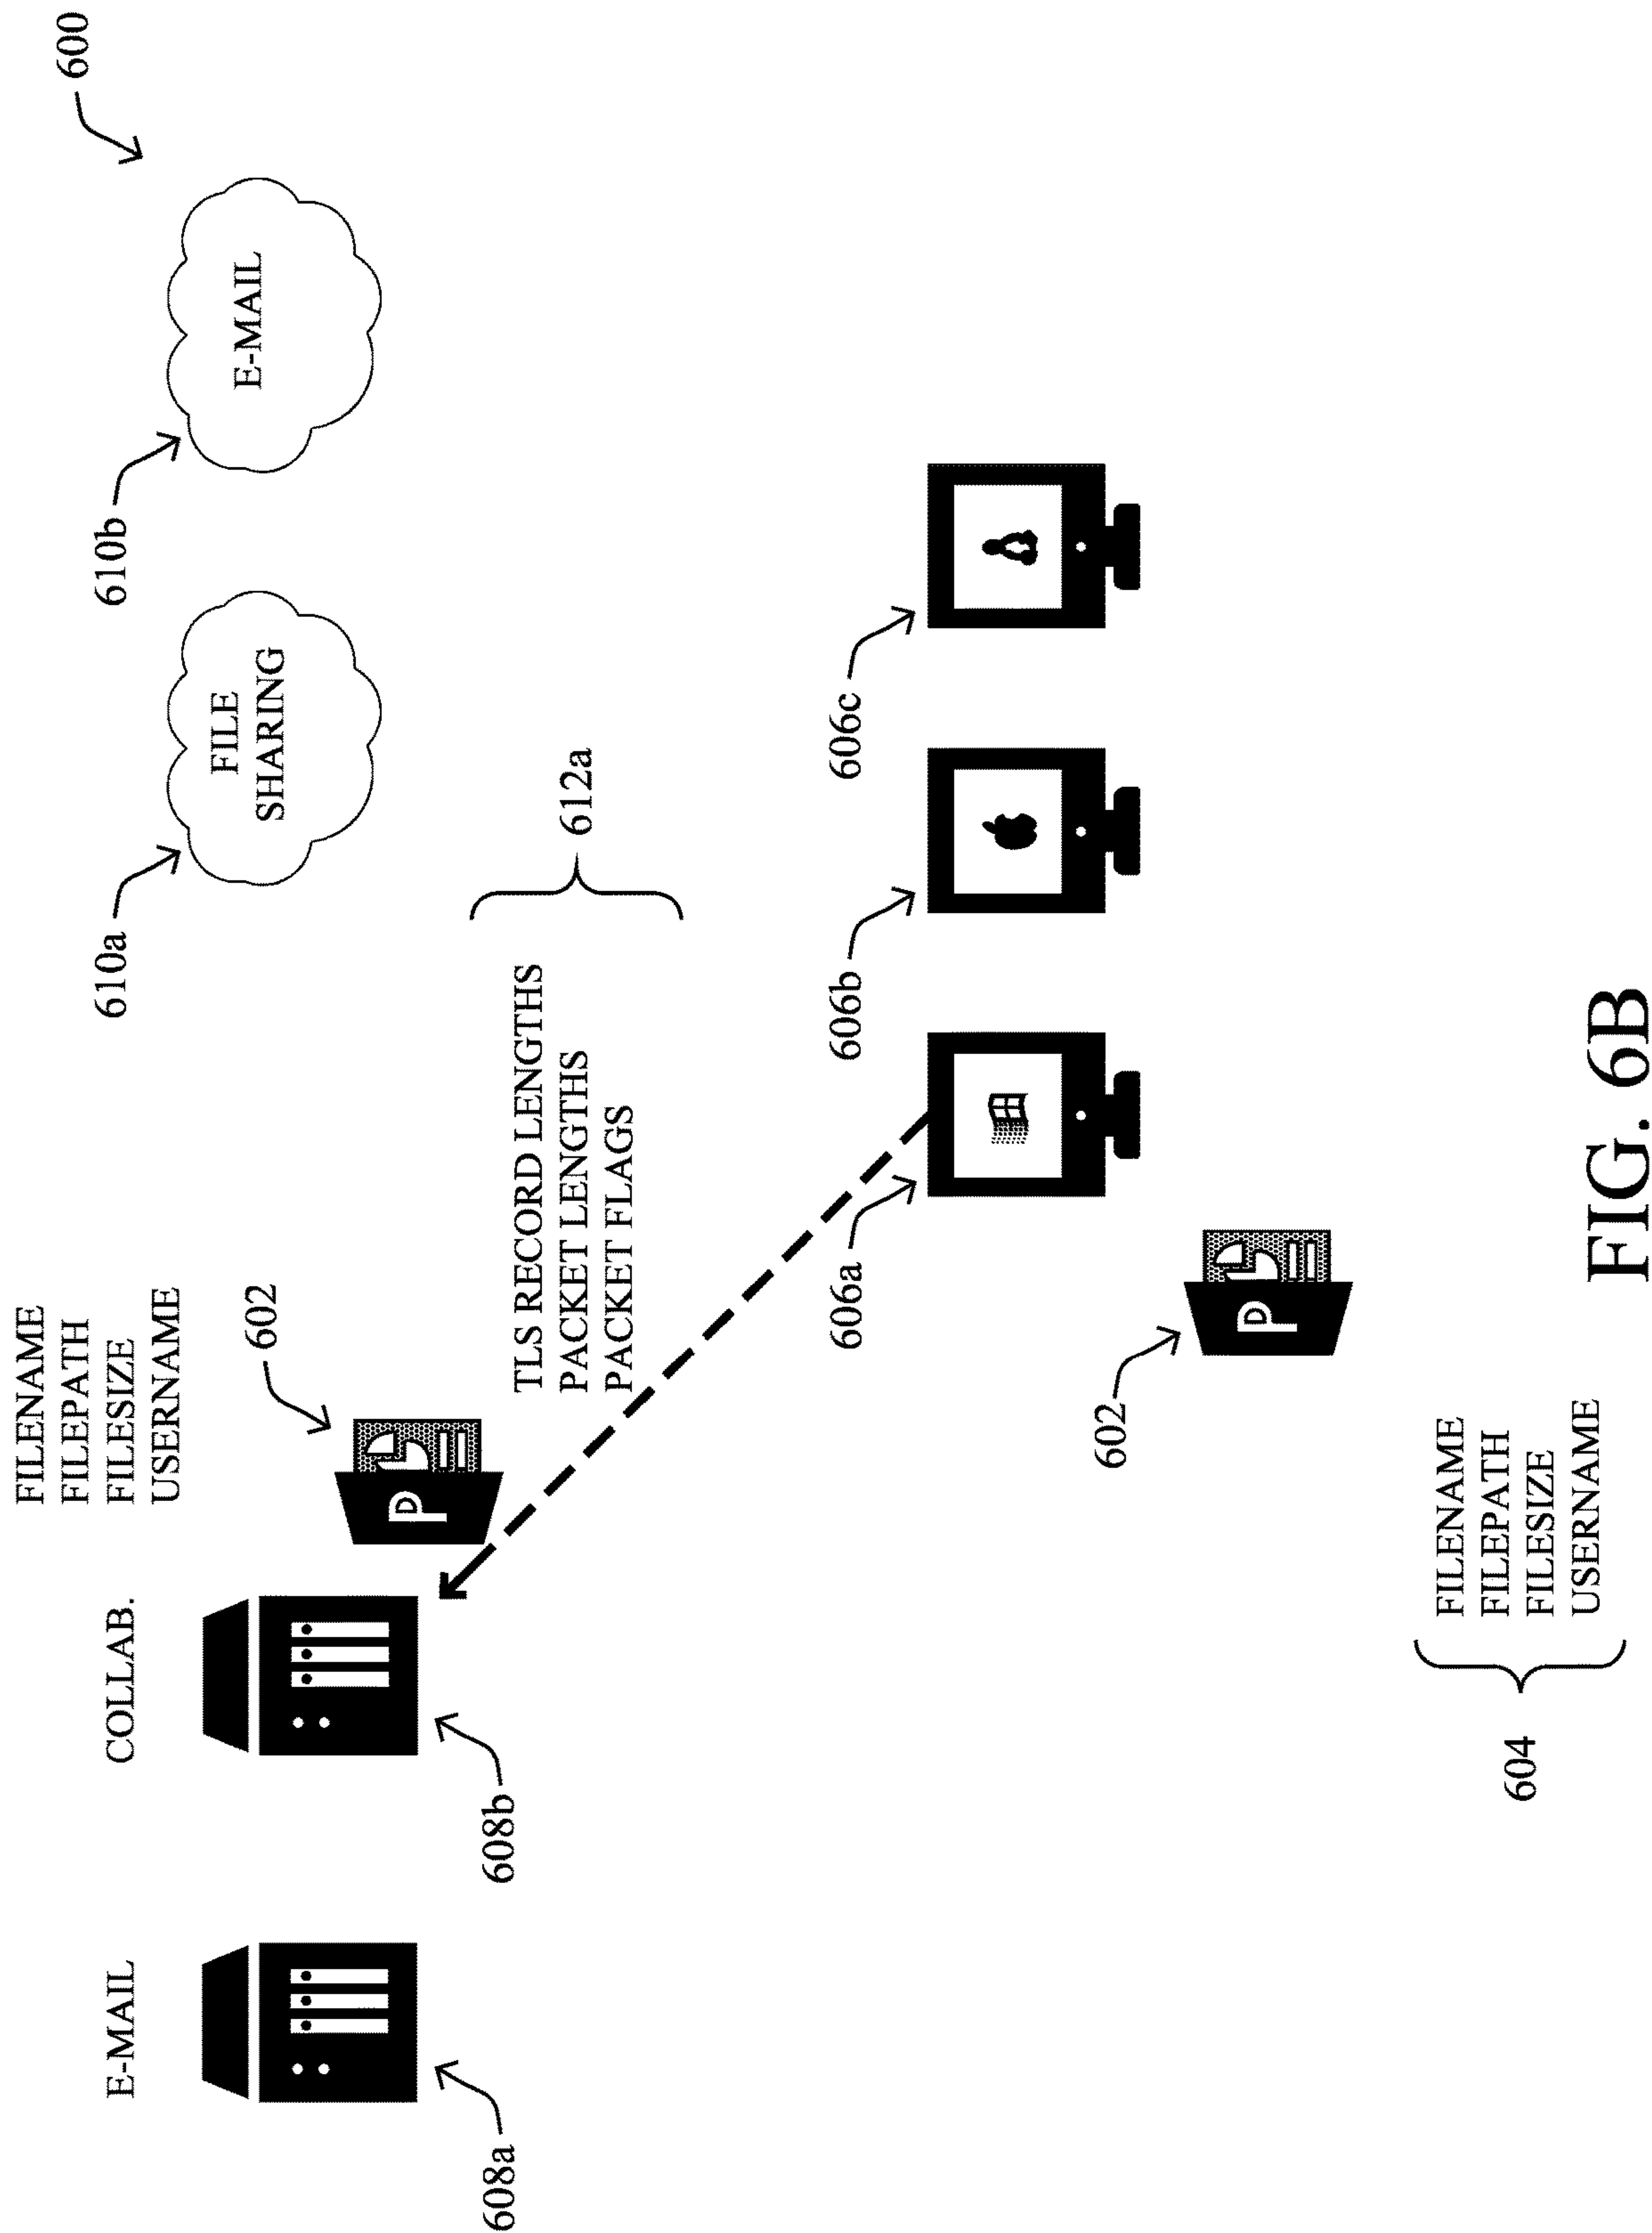 FILENAME
FILEPATH
FILESIZE
USERNAME
600
E-MAIL
COLLAB.
610a
610b
602
FILE
SHARING
E-MAIL
P
608a
608b
TLS RECORD LENGTHS
PACKET LENGTHS
PACKET FLAGS
612a
606a
606b
606c
602
P
604
FILENAME
FILEPATH
FILESIZE
USERNAME
FIG. 6B